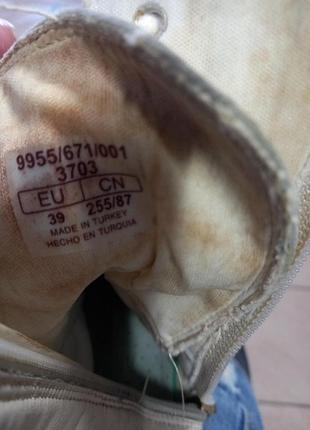 9955/671/001
3703
EU CN
39 255/87
MADE IN TURKEY
HECHO EN TURQUIA